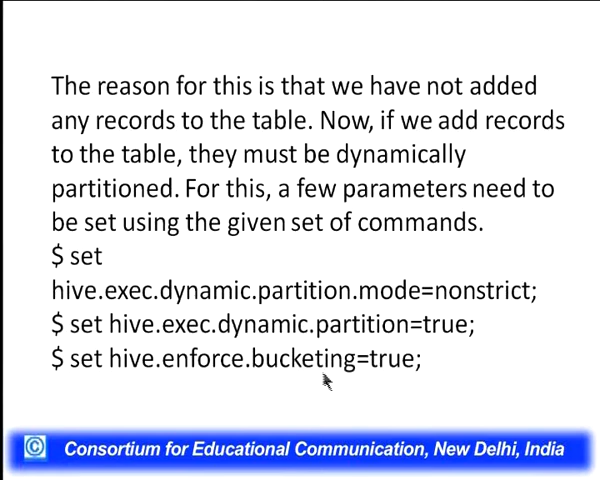 The reason for this is that we have not added
any records to the table. Now, if we add records
to the table, they must be dynamically
partitioned. For this, a few parameters need to
be set using the given set of commands.
$ set
hive.exec.dynamic.partition.mode=nonstrict;
$ set hive.exec.dynamic.partition=true;
$ set hive.enforce.bucketing=true;
© Consortium for Educational Communication, New Delhi, India